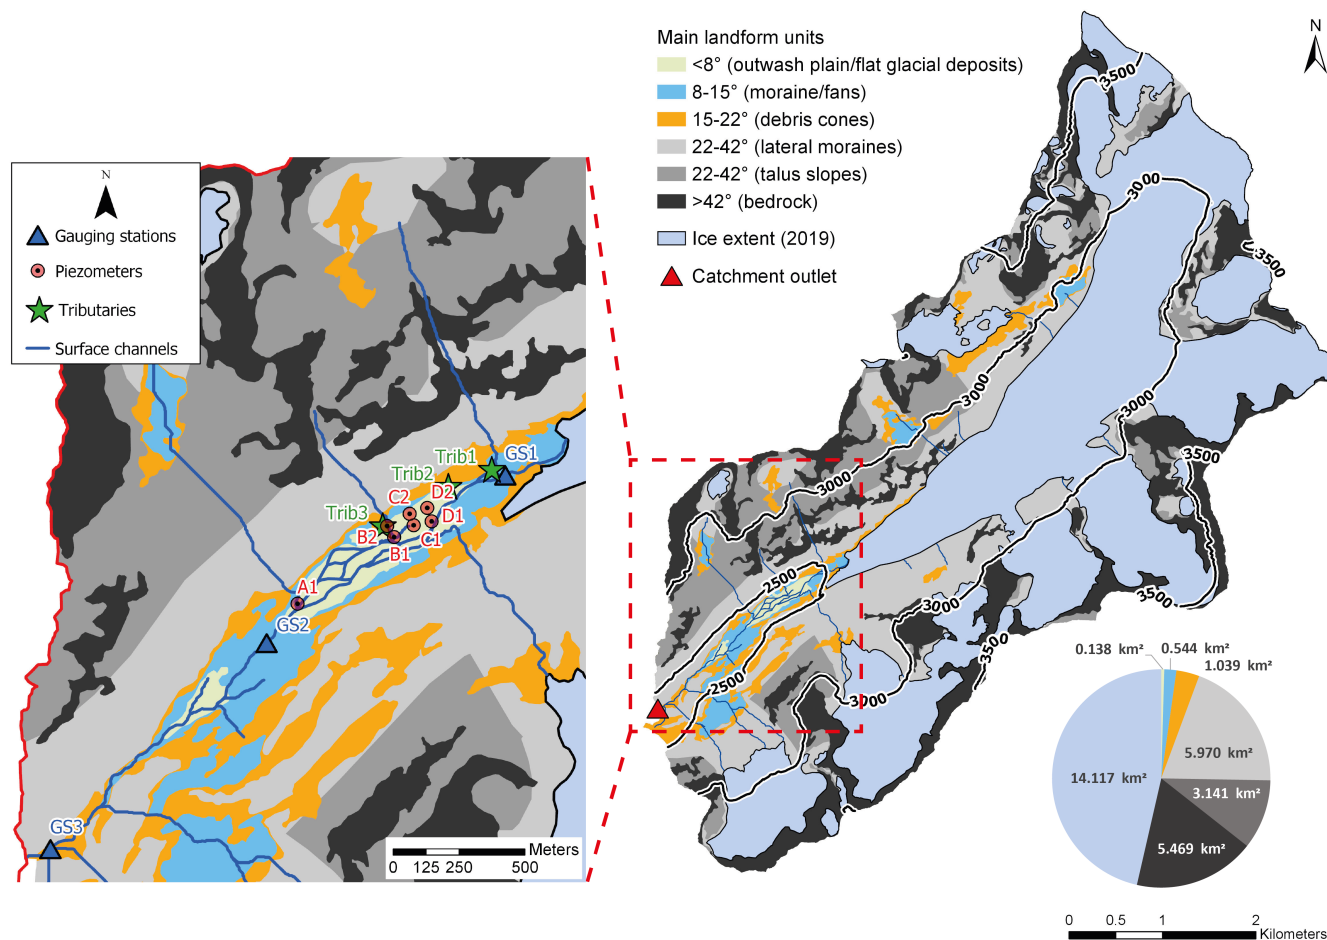 N
Gauging stations
Piezometers
Tributaries
Surface channels
Trib1
GS1
Trib2
D2
C2
Trib3
D1
B2
C1
B1
A1
GS2
GS3
Meters
0 125 250 500
Main landform units
<8° (outwash plain/flat glacial deposits)
8-15° (moraine/fans)
15-22° (debris cones)
22-42° (lateral moraines)
22-42° (talus slopes)
>42° (bedrock)
Ice extent (2019)
Catchment outlet
N
3500
3000
3500
3000
3000
3500
3000
2500
3000
3500
3500
2500
3000
0.138 km²
0.544 km²
1.039 km²
5.970 km²
3.141 km²
14.117 km²
5.469 km²
0 0.5 1 2
Kilometers